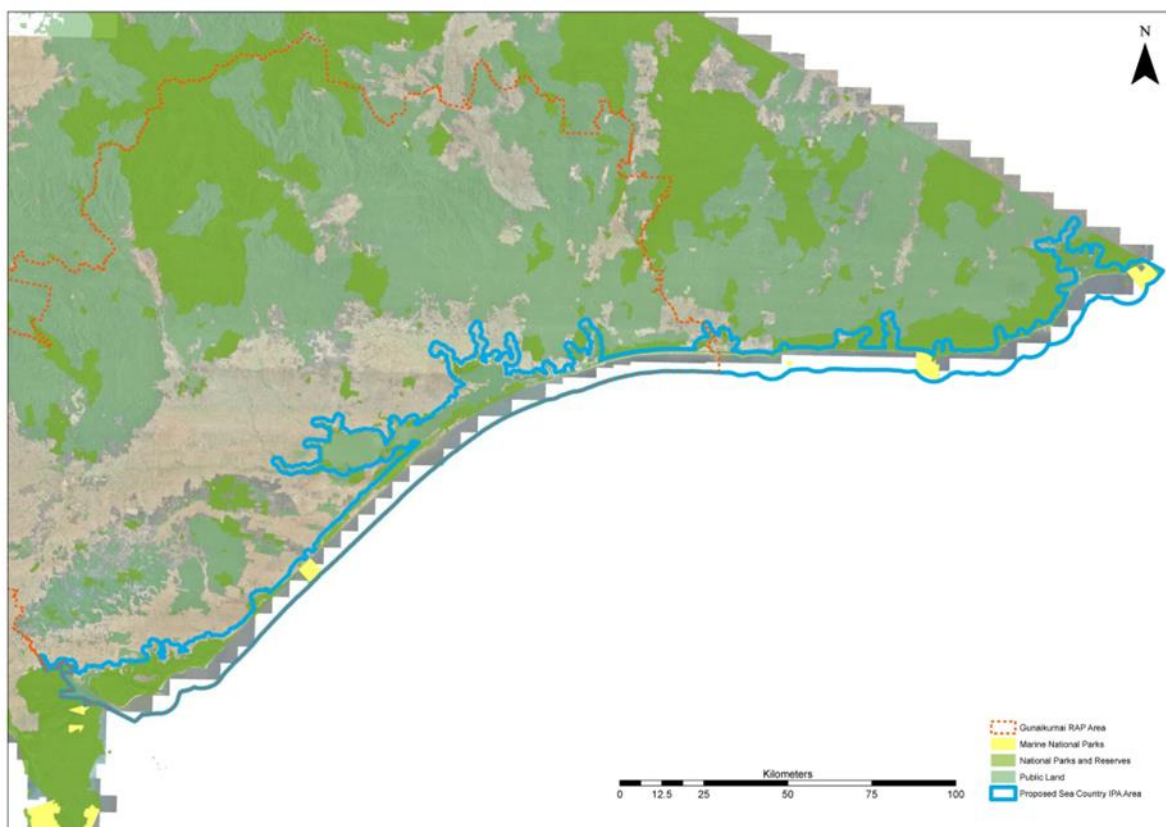 N
Gunaikurnai RAP Area
Marine National Parks
National Parks and Reserves
Public Land
Proposed Sea Country IPA Area
Kilometers
0 12.5 25 50 75 100